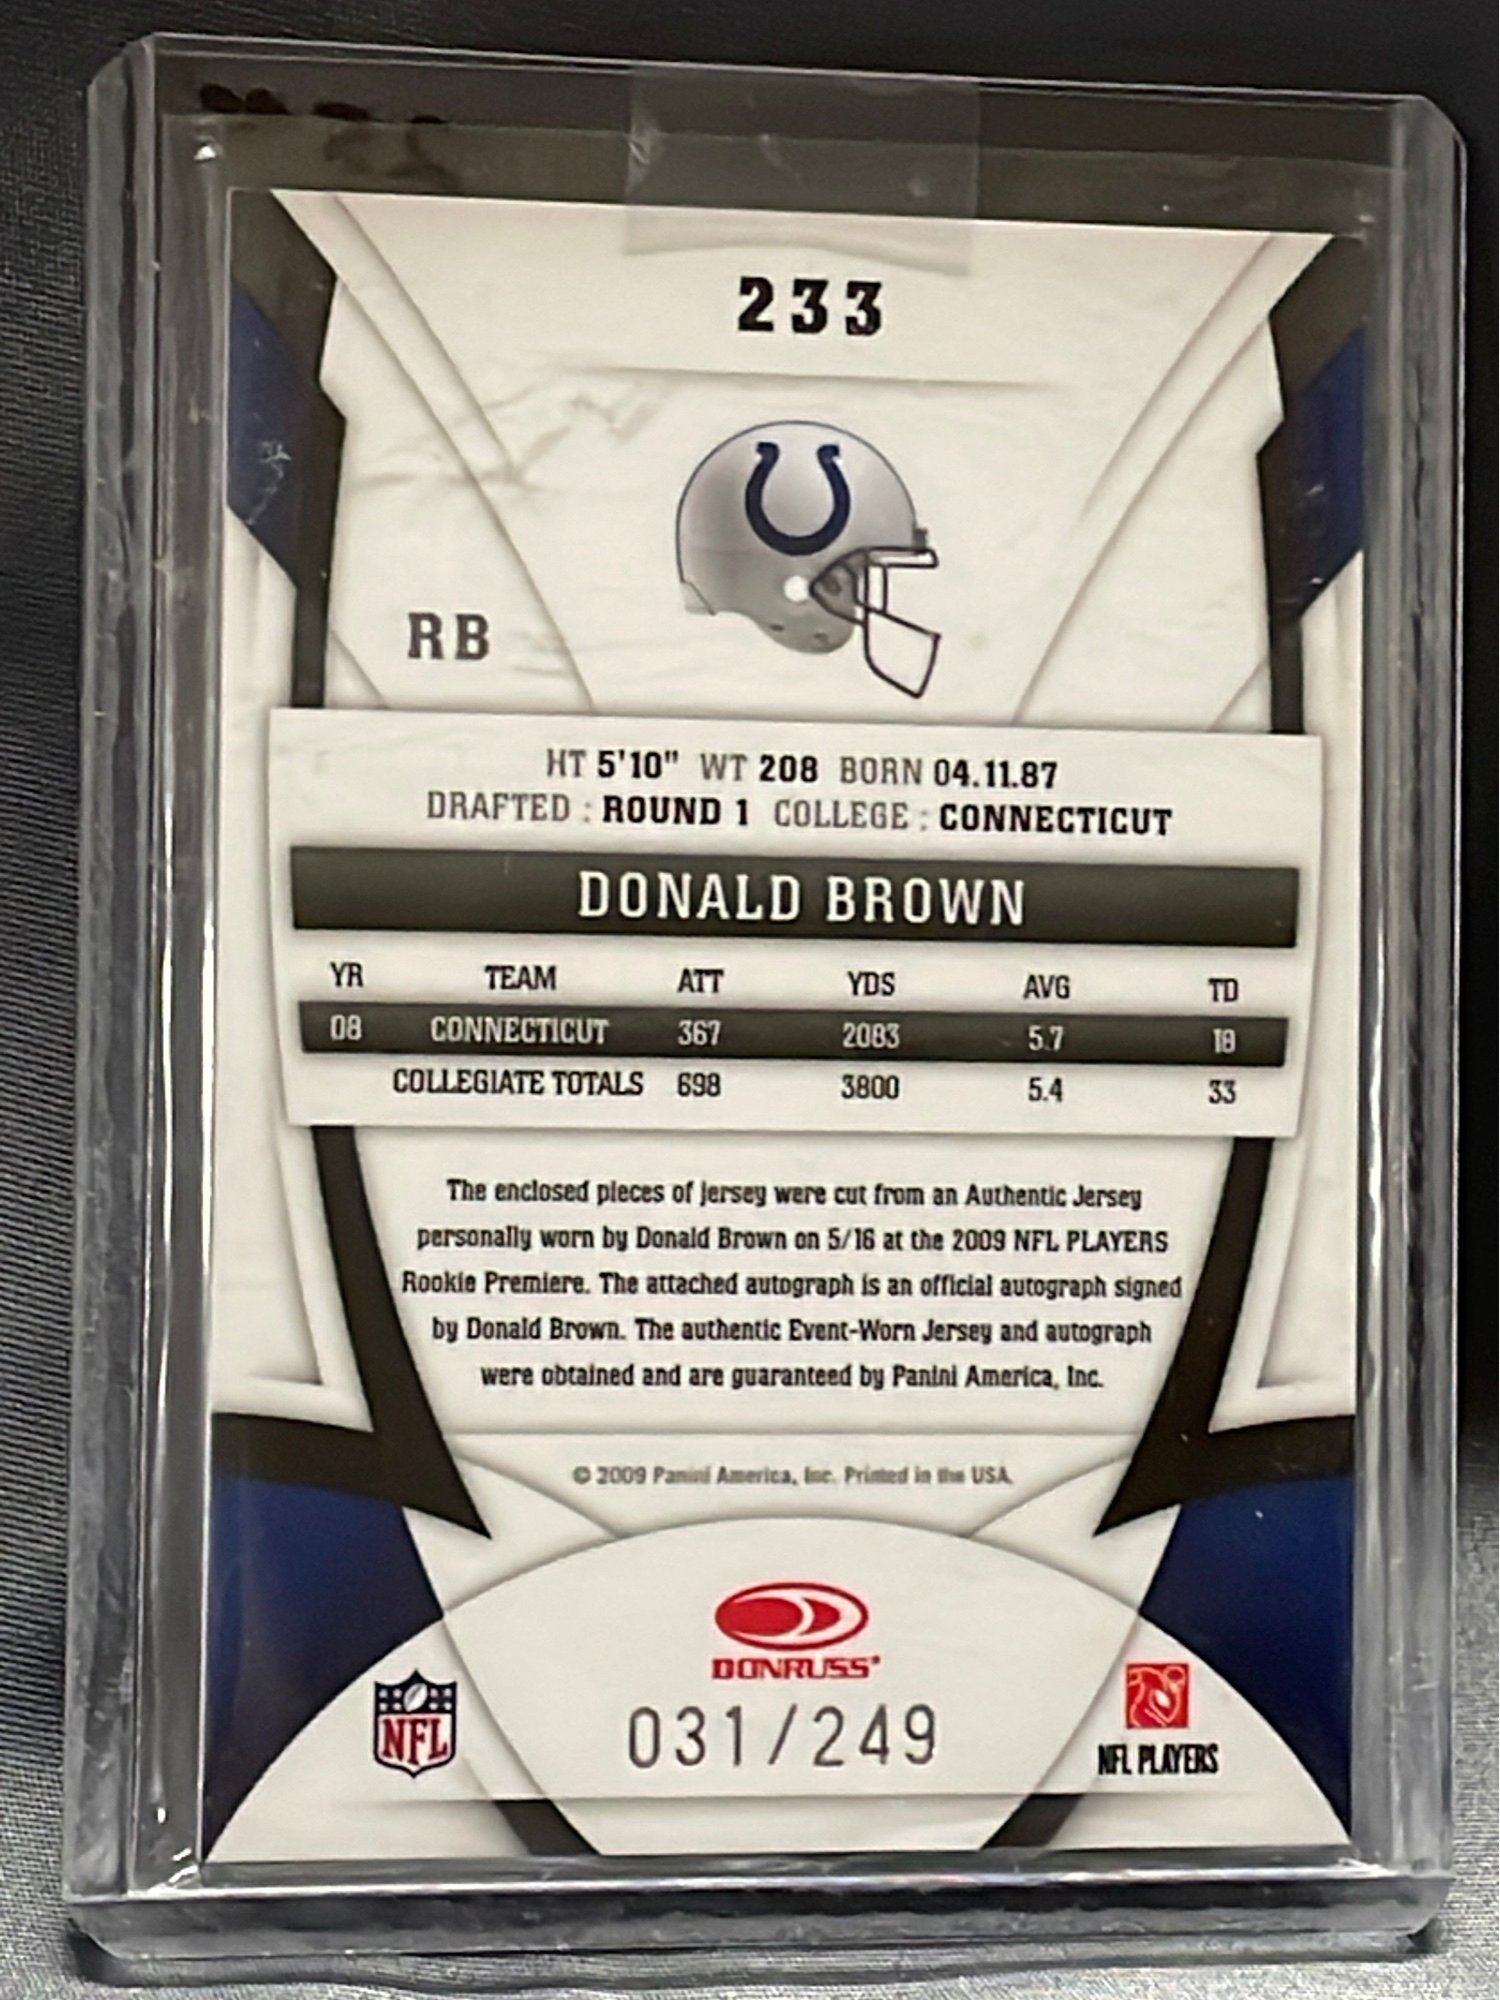 233
RB
HT 5'10" WT 208 BORN 04.11.87
DRAFTED : ROUND 1 COLLEGE : CONNECTICUT
DONALD BROWN
YR TEAM ATT YDS AVG TD
08 CONNECTICUT 367 2083 5.7 18
COLLEGIATE TOTALS 698 3800 5.4 33
The enclosed pieces of jersey were cut from an Authentic Jersey
personally worn by Donald Brown on 5/16 at the 2009 NFL PLAYERS
Rookie Premiere. The attached autograph is an official autograph signed
by Donald Brown. The authentic Event-Worn Jersey and autograph
were obtained and are guaranteed by Panini America, Inc.
© 2009 Panini America, Inc. Printed in the USA
DONRUSS
NFL
031/249
NFL PLAYERS